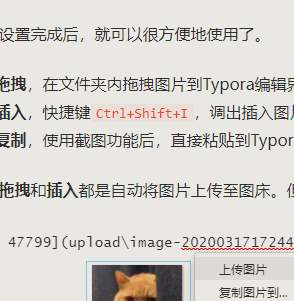 设置完成后，就可以很方便地使用了。
拖拽，在文件夹内拖拽图片到Typora编辑界
插入，快捷键 Ctrl+Shift+I ，调出插入图片
复制，使用截图功能后，直接粘贴到Typor
拖拽和插入都是自动将图片上传至图床。但
47799](upload\image-2020031717244
上传图片
复制图片到...